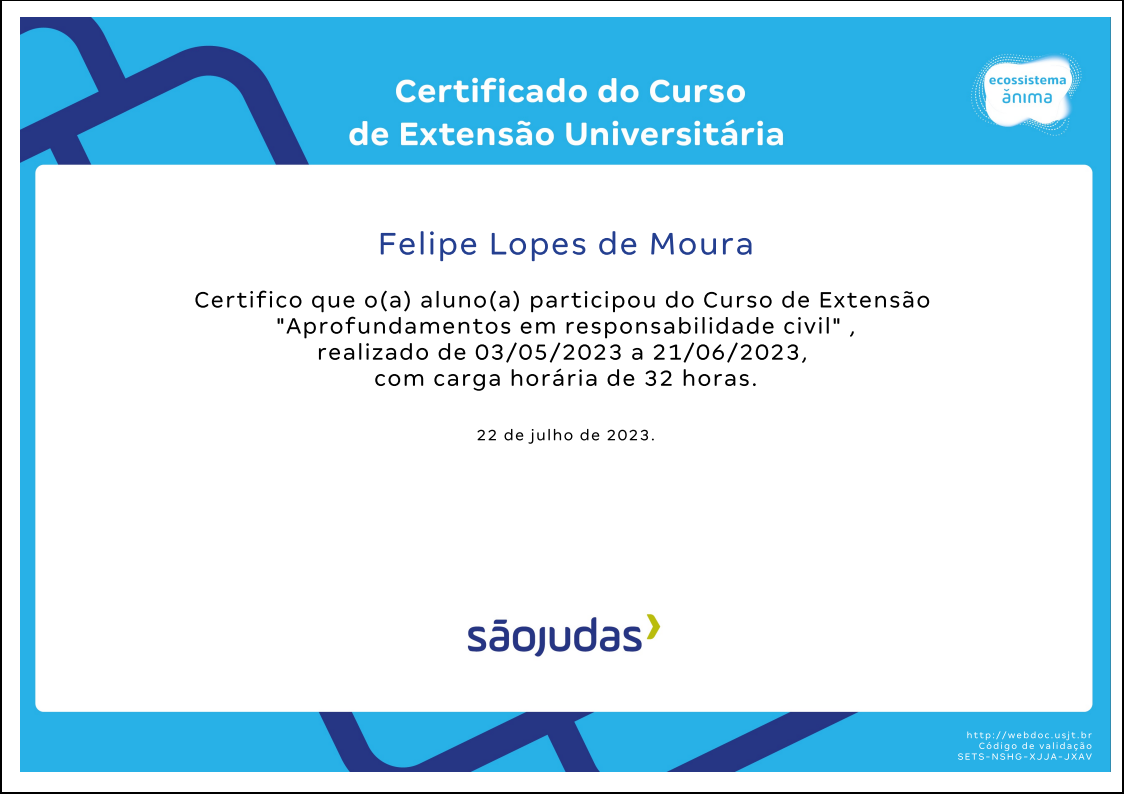 Certificado do Curso
de Extensão Universitária
ecossistema
ănıma
Felipe Lopes de Moura
Certifico que o(a) aluno(a) participou do Curso de Extensão
"Aprofundamentos em responsabilidade civil" ,
realizado de 03/05/2023 a 21/06/2023,
com carga horária de 32 horas.
22 de julho de 2023.
sãojudas
http://webdoc.usjt.br
Código de validação
SETS-NSHG-XJJA-JXAV